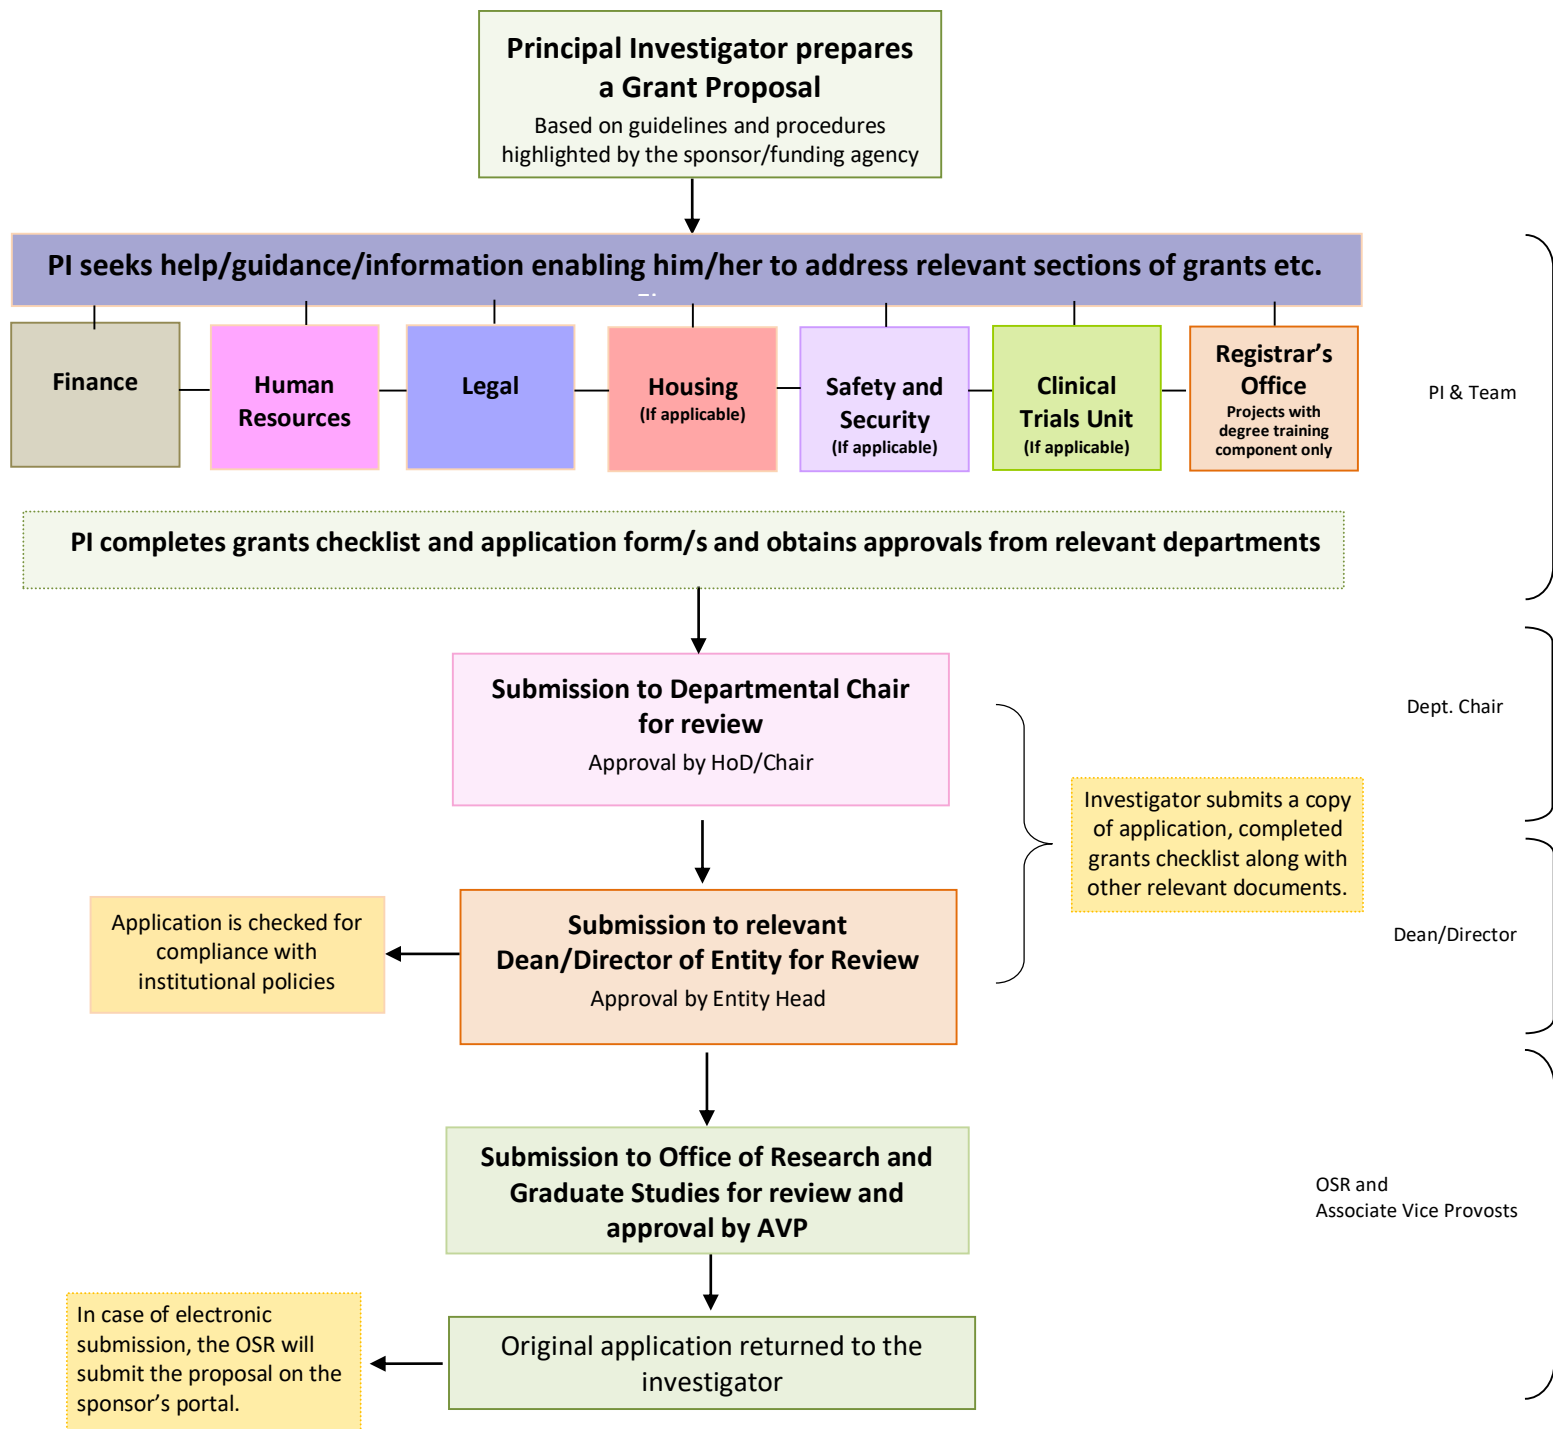 Principal Investigator prepares
a Grant Proposal
Based on guidelines and procedures
highlighted by the sponsor/funding agency
PI seeks help/guidance/information enabling him/her to address relevant sections of grants etc.
Finance
Human
Resources
Legal
Housing
(If applicable)
Safety and
Security
(If applicable)
Clinical
Trials Unit
(If applicable)
Registrar’s
Office
Projects with
degree training
component only
PI & Team
PI completes grants checklist and application form/s and obtains approvals from relevant departments
Submission to Departmental Chair
for review
Approval by HoD/Chair
Dept. Chair
Investigator submits a copy
of application, completed
grants checklist along with
other relevant documents.
Application is checked for
compliance with
institutional policies
Submission to relevant
Dean/Director of Entity for Review
Approval by Entity Head
Dean/Director
Submission to Office of Research and
Graduate Studies for review and
approval by AVP
OSR and
Associate Vice Provosts
In case of electronic
submission, the OSR will
submit the proposal on the
sponsor’s portal.
Original application returned to the
investigator